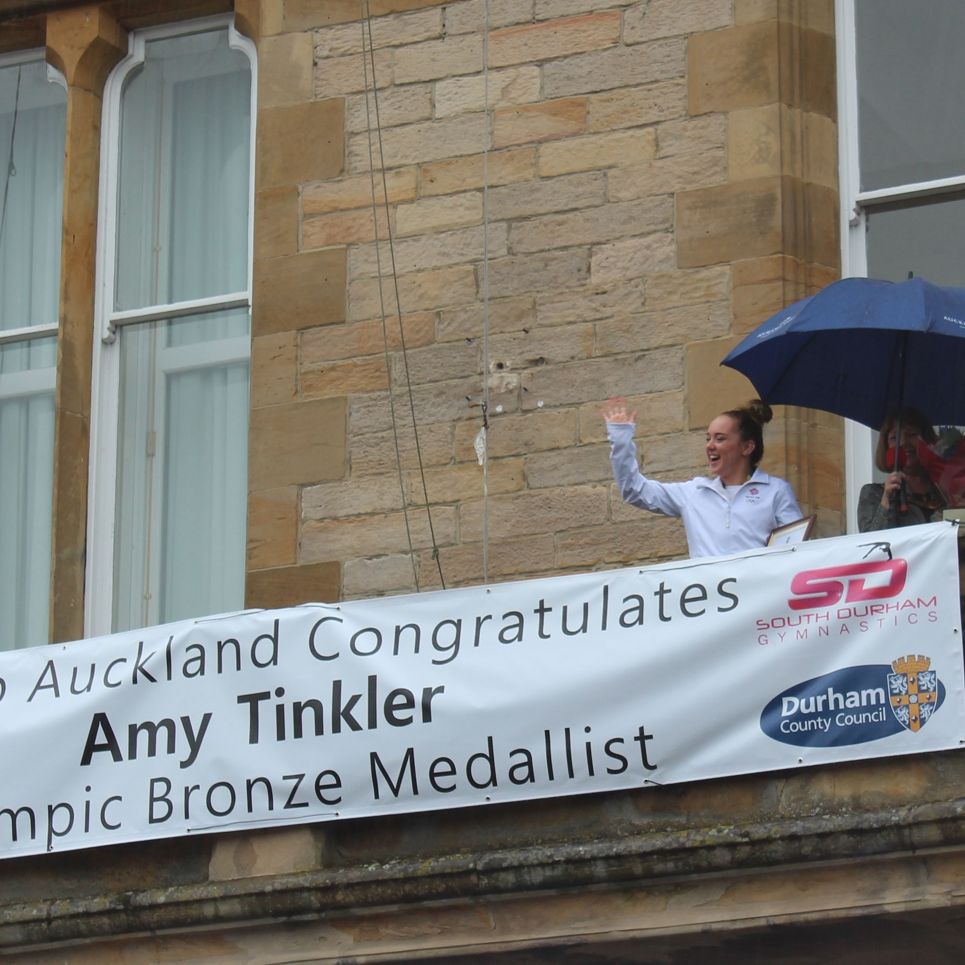 Auckland Congratulates
Amy Tinkler
mpic Bronze Medallist
SD
SOUTH DURHAM
GYMNASTICS
Durham
County Council